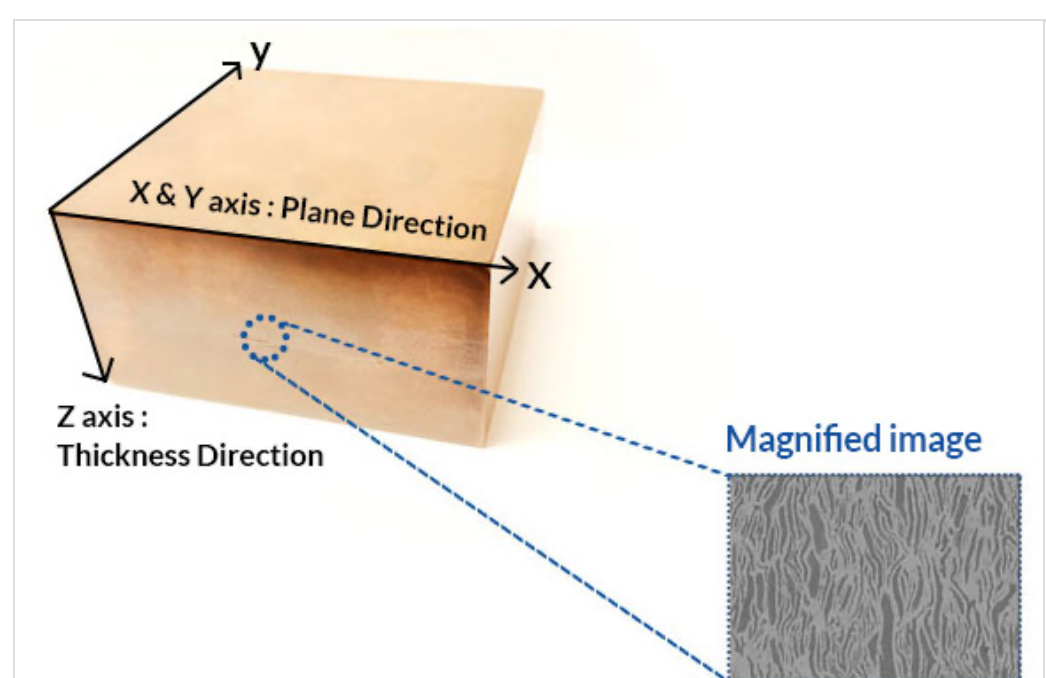 y
X & Y axis : Plane Direction
X
Z axis :
Thickness Direction
Magnified image